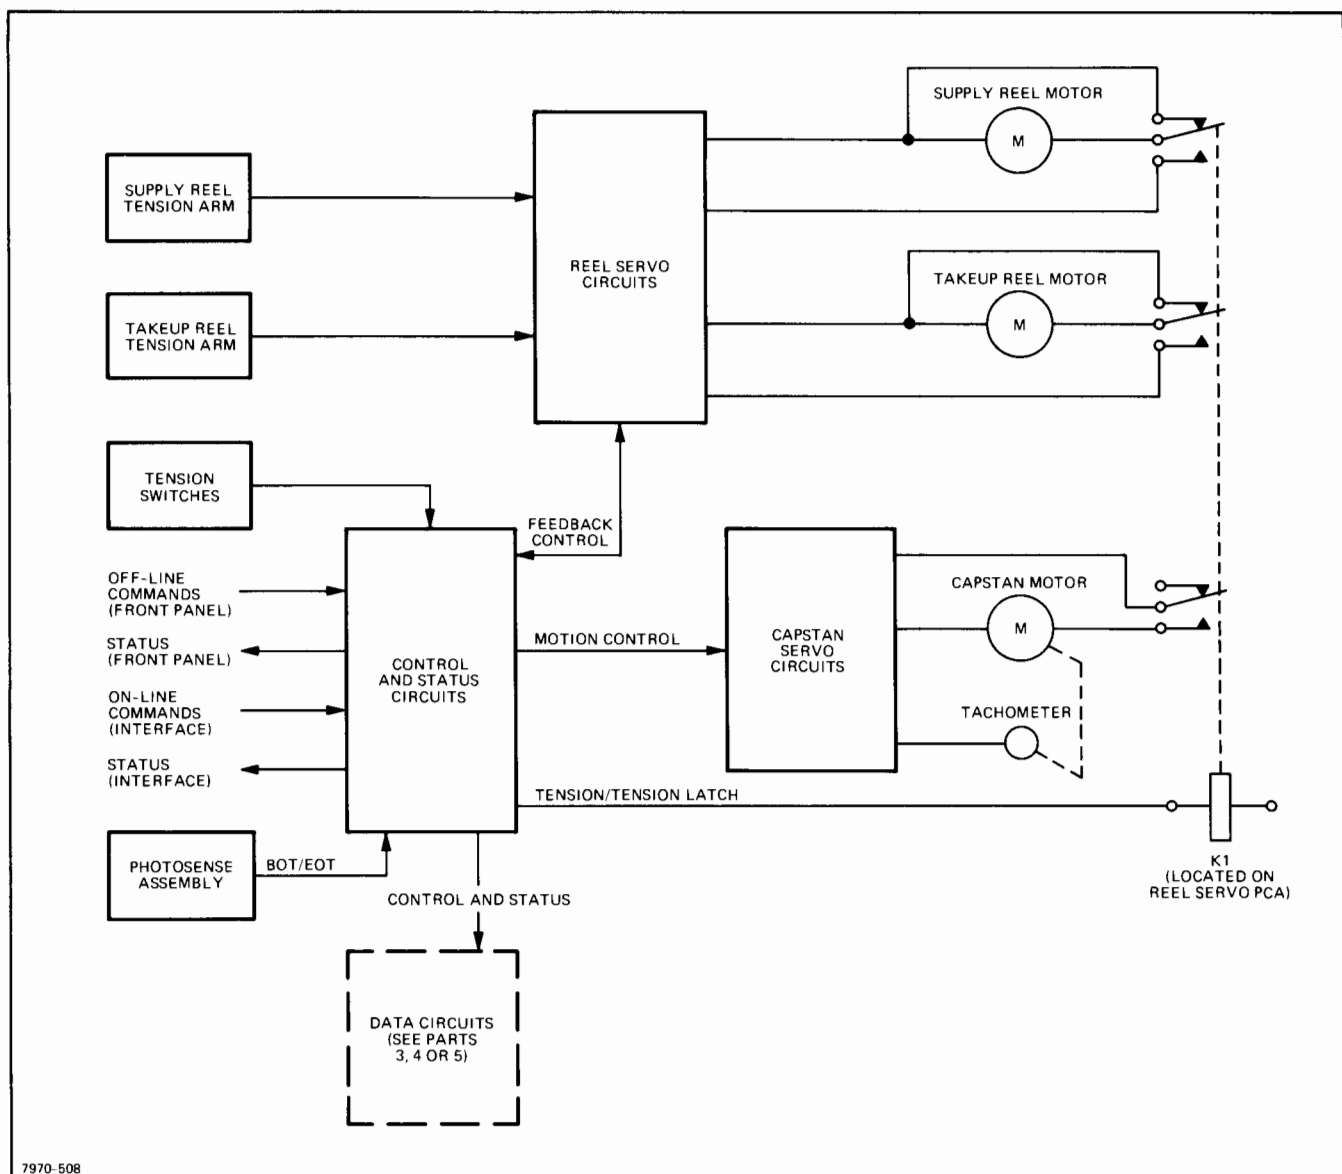 SUPPLY REEL MOTOR
M
SUPPLY REEL
TENSION ARM
REEL SERVO
CIRCUITS
TAKEUP REEL MOTOR
M
TAKEUP REEL
TENSION ARM
TENSION
SWITCHES
FEEDBACK
CONTROL
OFF-LINE
COMMANDS
(FRONT PANEL)
STATUS
(FRONT PANEL)
ON-LINE
COMMANDS
(INTERFACE)
STATUS
(INTERFACE)
CONTROL
AND STATUS
CIRCUITS
MOTION CONTROL
CAPSTAN
SERVO
CIRCUITS
CAPSTAN MOTOR
M
TACHOMETER
TENSION/TENSION LATCH
K1
(LOCATED ON
REEL SERVO PCA)
PHOTOSENSE
ASSEMBLY
BOT/EOT
CONTROL AND STATUS
DATA CIRCUITS
(SEE PARTS
3, 4 OR 5)
7970-508